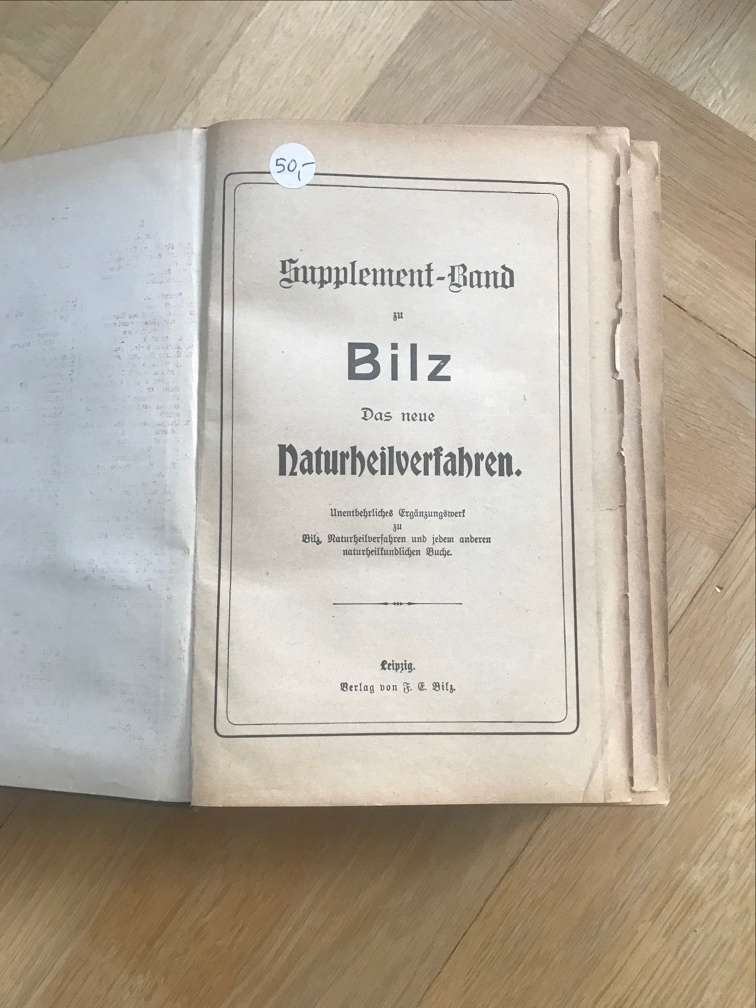 50,-
Supplement-Band
zu
Bilz
Das neue
Naturheilverfahren.
Unentbehrliches Ergänzungswerk
zu
Bilz, Naturheilverfahren und jedem anderen
naturheilkundlichen Buche.
Leipzig.
Verlag von F. E. Bilz.